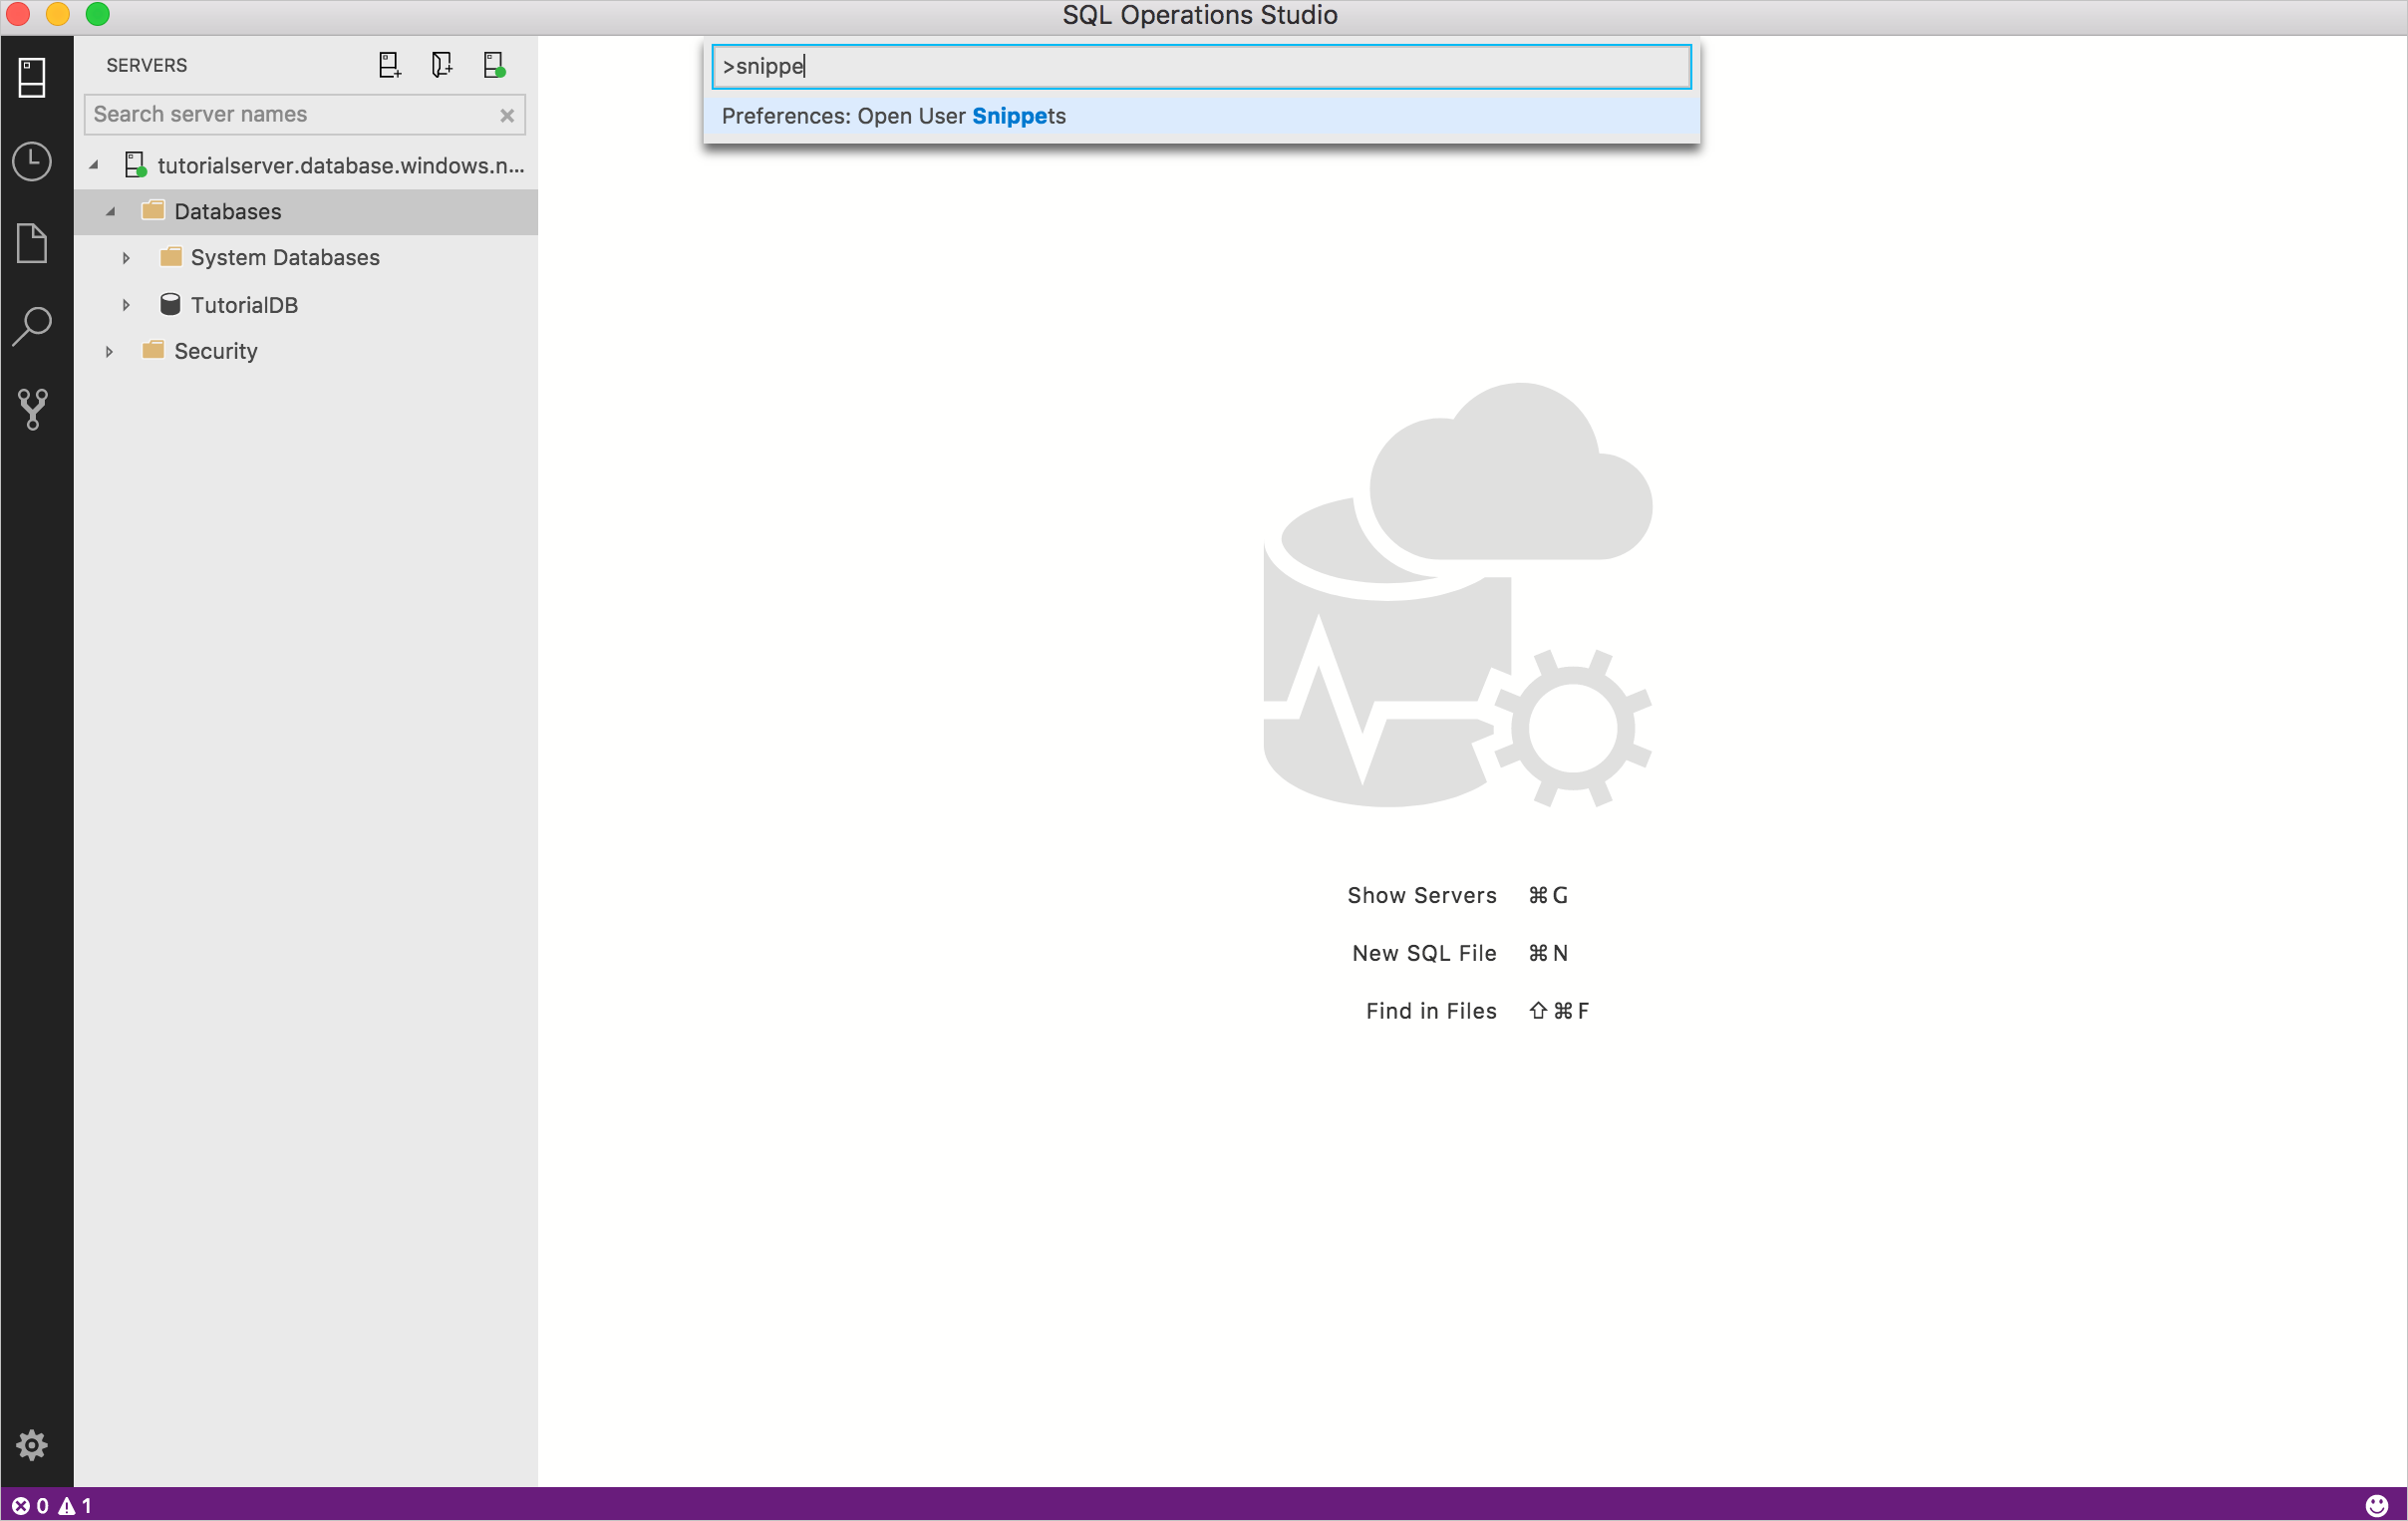 SQL Operations Studio
SERVERS
Search server names
tutorialserver.database.windows.n...
Databases
System Databases
TutorialDB
Security
>snippe
Preferences: Open User Snippets
Show Servers ⌘G
New SQL File ⌘N
Find in Files ⇧⌘F
0 1